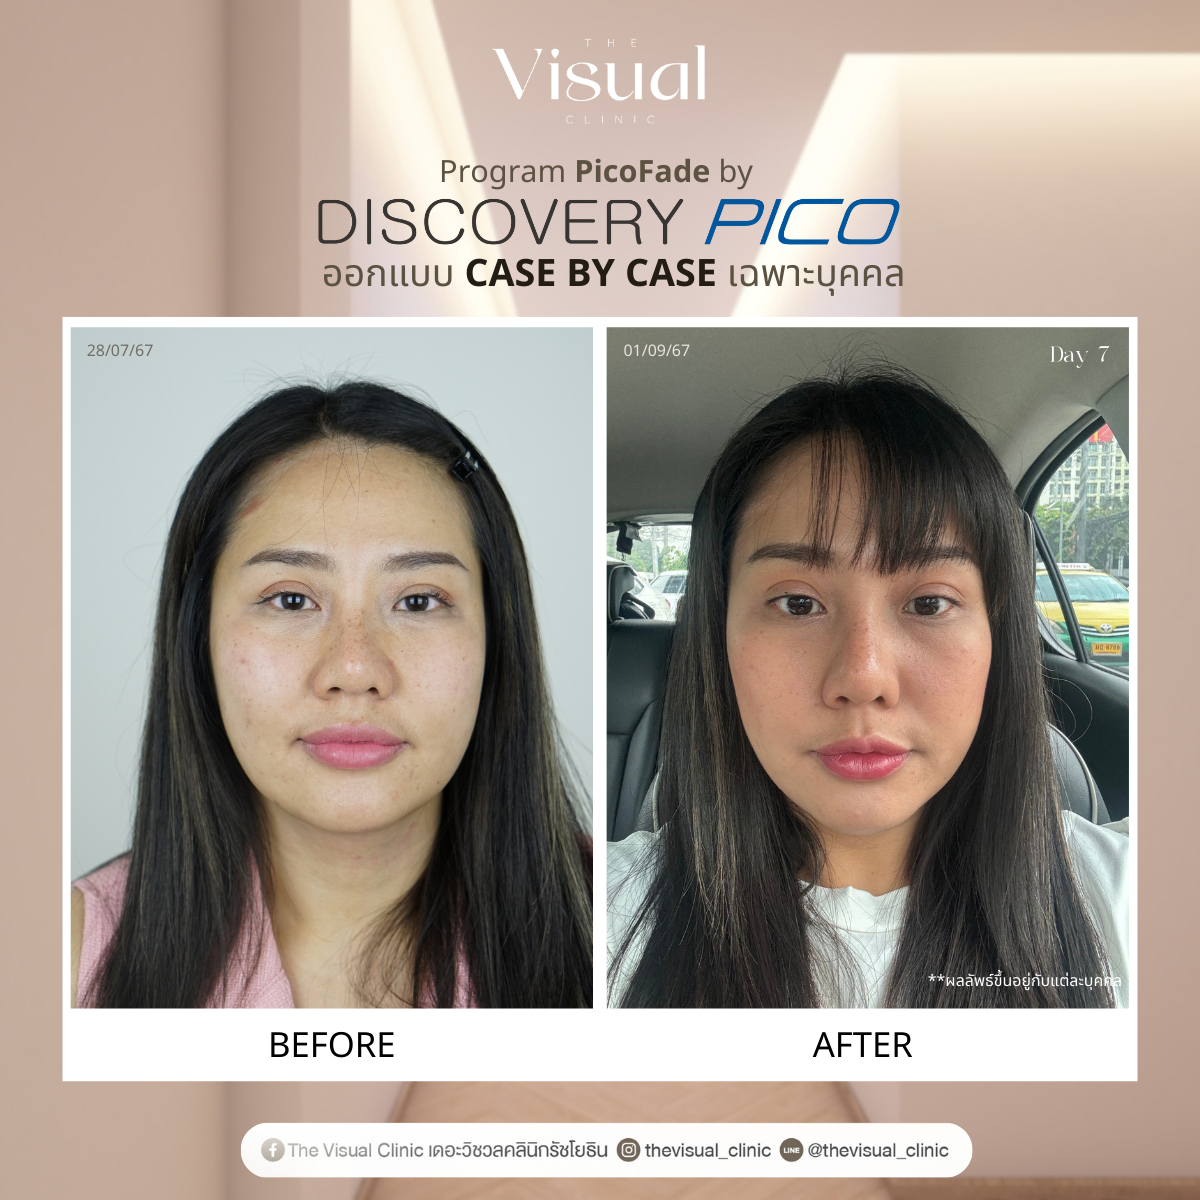 THE
Visual
CLINIC
Program PicoFade by
DISCOVERY PICO
ออกแบบ CASE BY CASE เฉพาะบุคคล
28/07/67
01/09/67
Day 7
**ผลลัพธ์ขึ้นอยู่กับแต่ละบุคคล
BEFORE
AFTER
The Visual Clinic เดอะวิชวลคลินิกรัชโยธิน thevisual_clinic LINE @thevisual_clinic